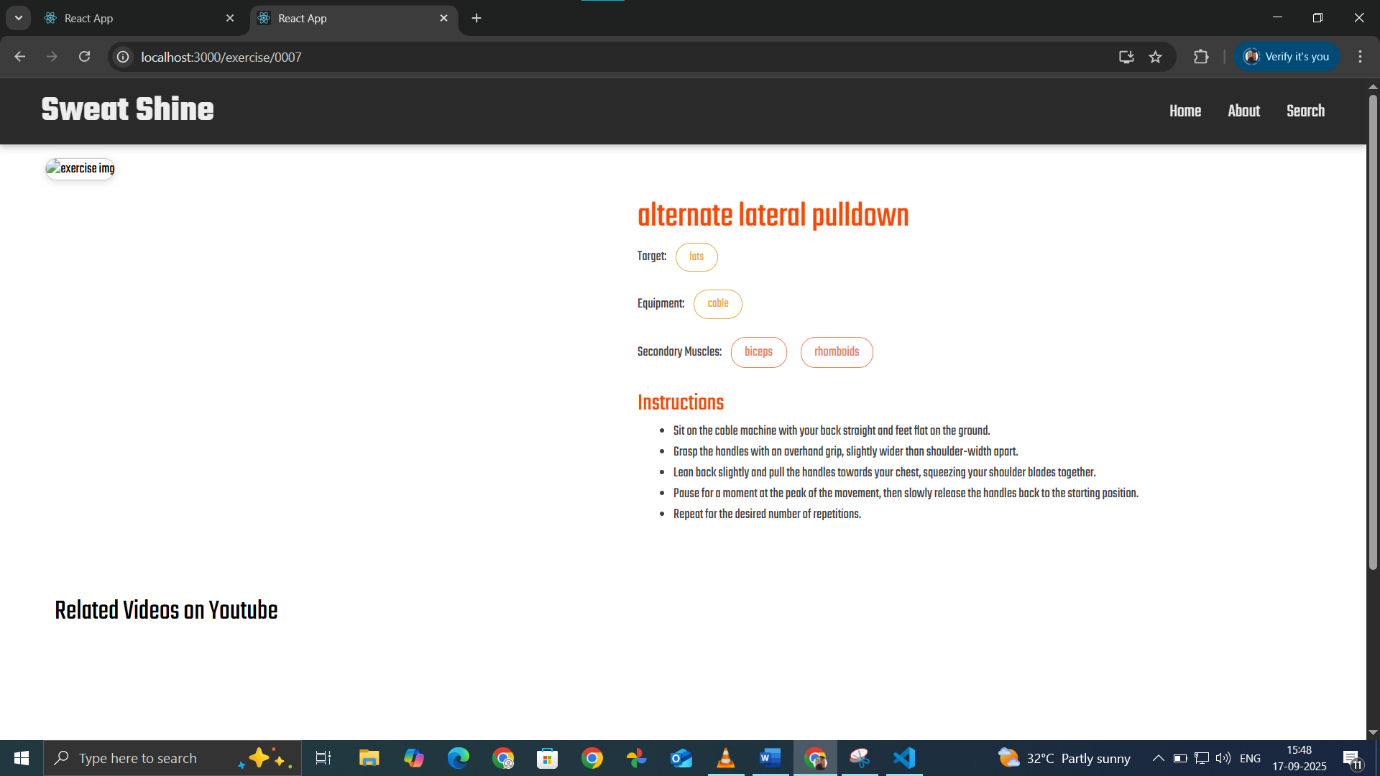 React App
React App
localhost:3000/exercise/0007
Verify it's you
Sweat Shine
Home About Search
exercise img
alternate lateral pulldown
Target: lats
Equipment: cable
Secondary Muscles: biceps rhomboids
Instructions
• Sit on the cable machine with your back straight and feet flat on the ground.
• Grasp the handles with an overhand grip, slightly wider than shoulder-width apart.
• Lean back slightly and pull the handles towards your chest, squeezing your shoulder blades together.
• Pause for a moment at the peak of the movement, then slowly release the handles back to the starting position.
• Repeat for the desired number of repetitions.
Related Videos on Youtube
Type here to search
32°C Partly sunny
ENG
15:48
17-09-2025
11